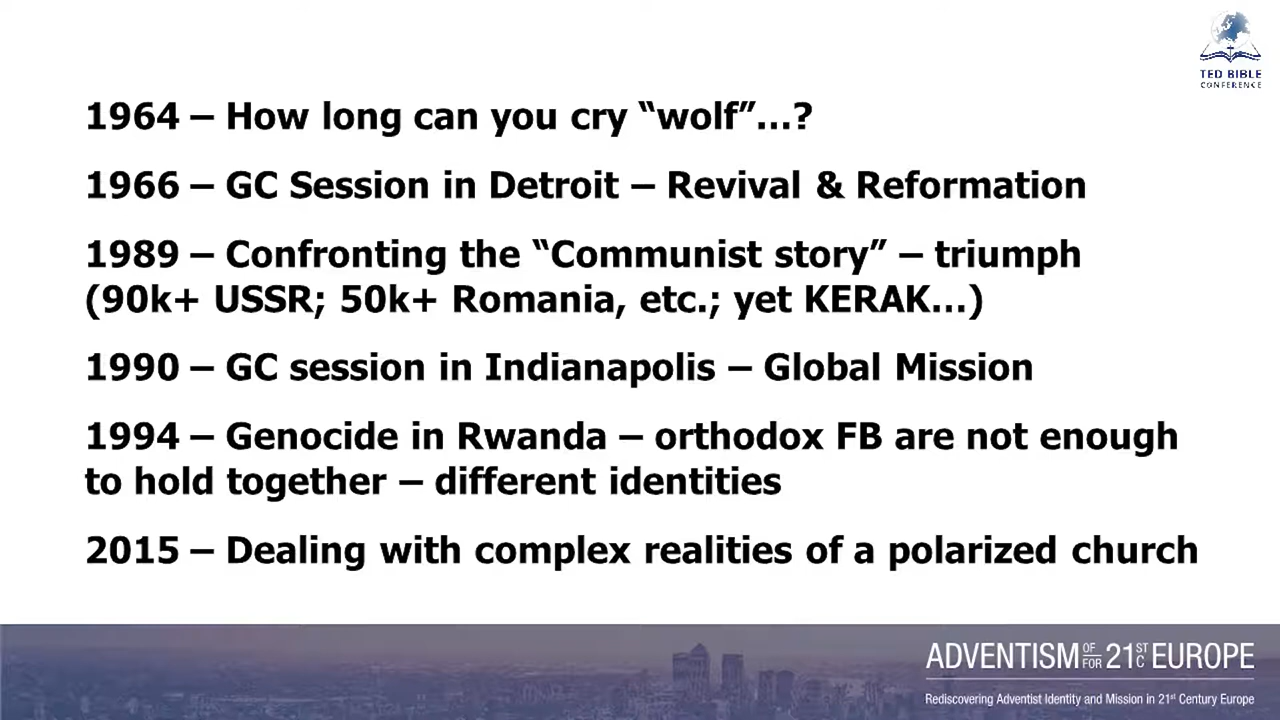 TED BIBLE
CONFERENCE
1964 – How long can you cry “wolf”...?
1966 – GC Session in Detroit – Revival & Reformation
1989 – Confronting the “Communist story” – triumph
(90k+ USSR; 50k+ Romania, etc.; yet KERAK...)
1990 – GC session in Indianapolis – Global Mission
1994 – Genocide in Rwanda – orthodox FB are not enough
to hold together – different identities
2015 – Dealing with complex realities of a polarized church
ADVENTISM OF FOR 21ST C EUROPE
Rediscovering Adventist Identity and Mission in 21st Century Europe